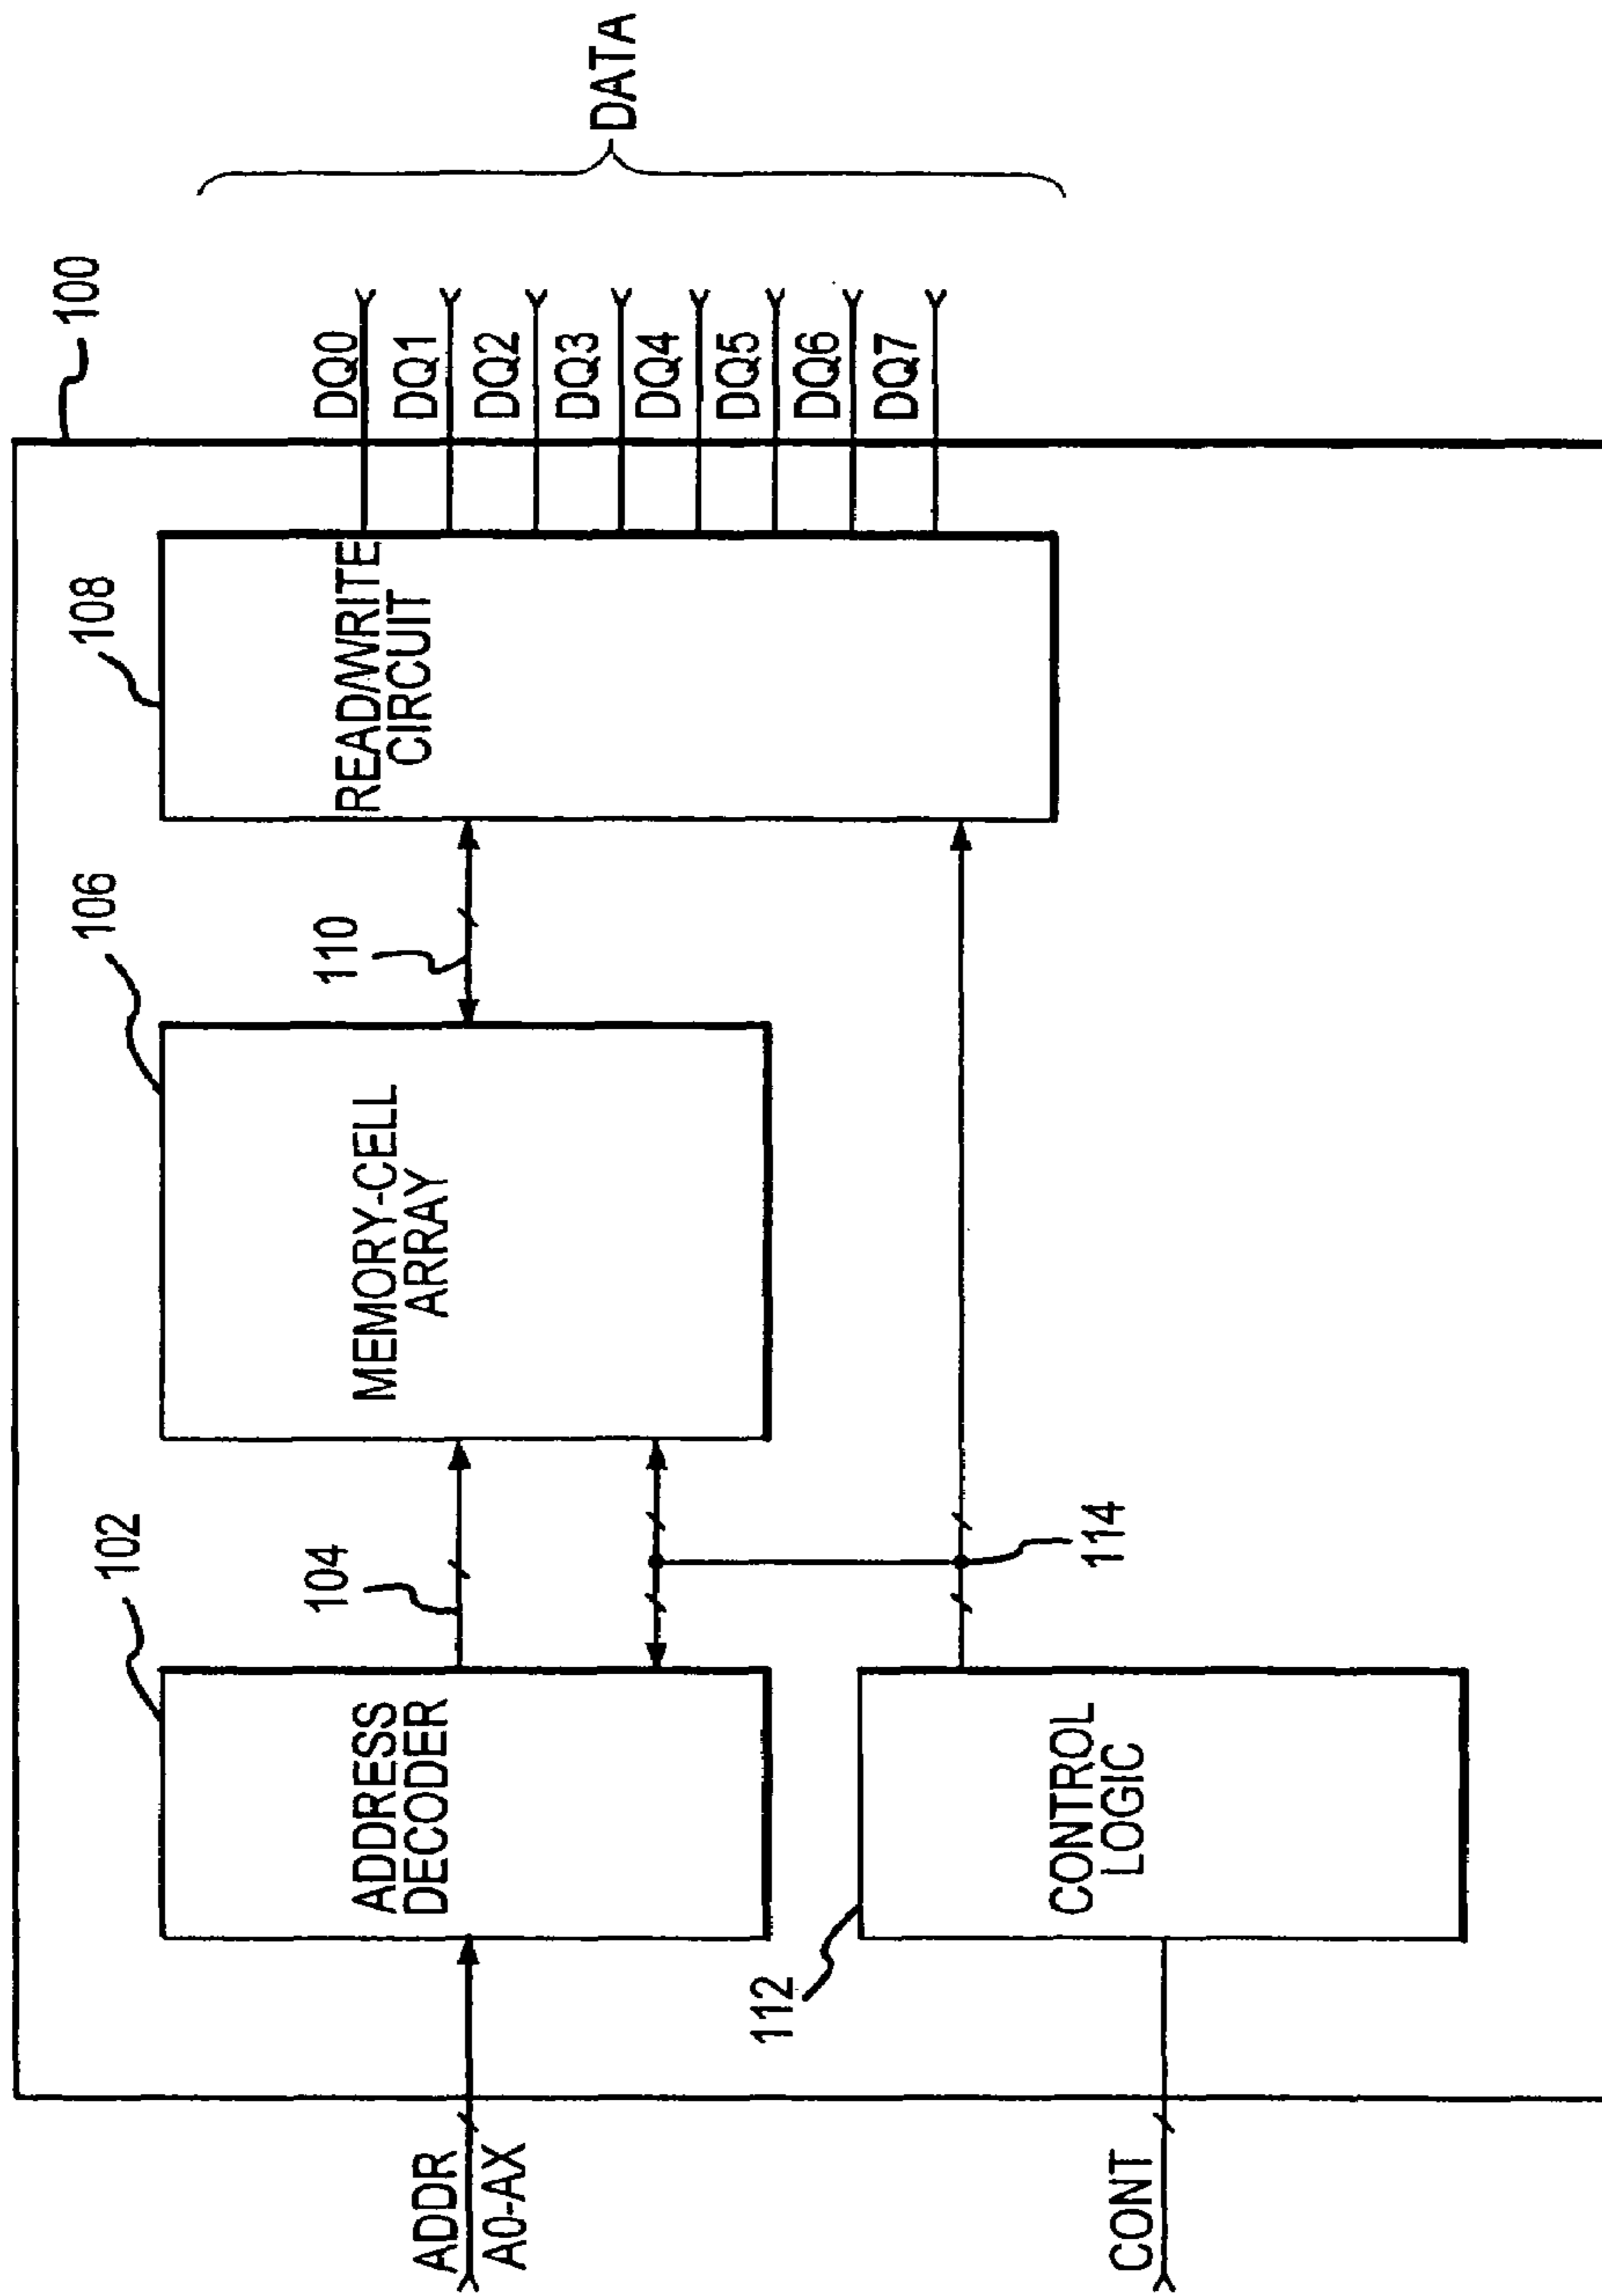 100
102
ADDRESS
DECODER
104
106
MEMORY-CELL
ARRAY
110
108
READ/WRITE
CIRCUIT
DQ0
DQ1
DQ2
DQ3
DQ4
DQ5
DQ6
DQ7
DATA
ADDR
A0-AX
112
CONTROL
LOGIC
114
CONT